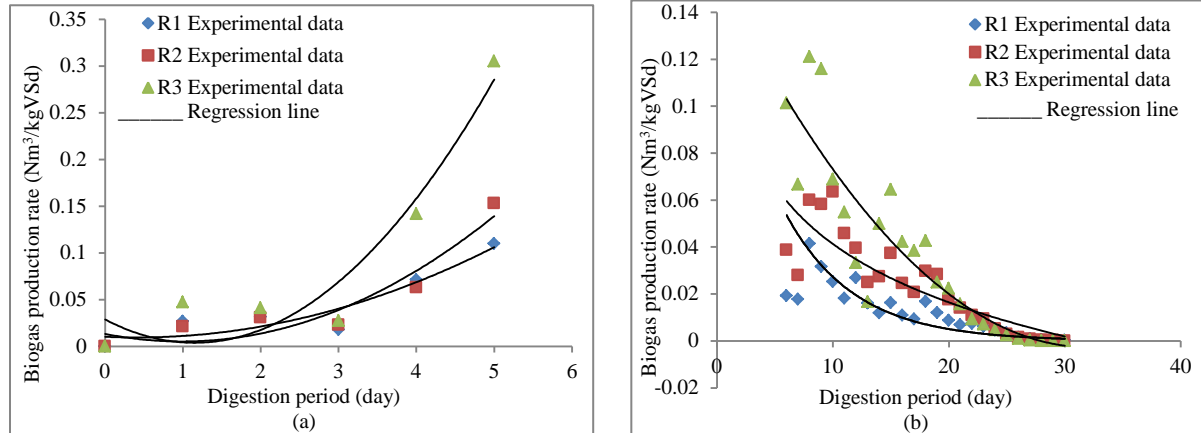 Biogas production rate (Nm³/kgVSd)
0.35
0.3
0.25
0.2
0.15
0.1
0.05
0
R1 Experimental data
R2 Experimental data
R3 Experimental data
______ Regression line
0 1 2 3 4 5 6
Digestion period (day)
(a)
Biogas production rate (Nm³/kgVSd)
0.14
0.12
0.1
0.08
0.06
0.04
0.02
0
-0.02
R1 Experimental data
R2 Experimental data
R3 Experimental data
______ Regression line
0 10 20 30 40
Digestion period (day)
(b)